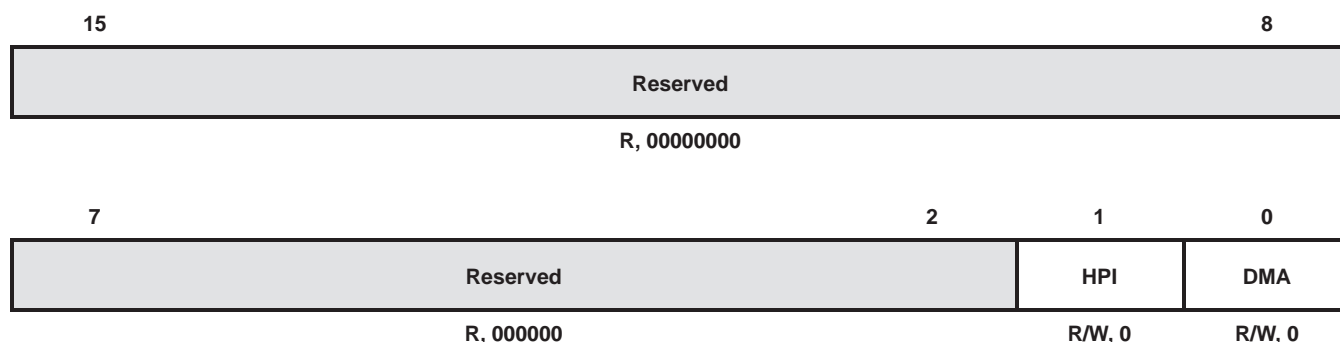 15 8
Reserved
R, 00000000
7 2 1 0
Reserved HPI DMA
R, 000000 R/W, 0 R/W, 0